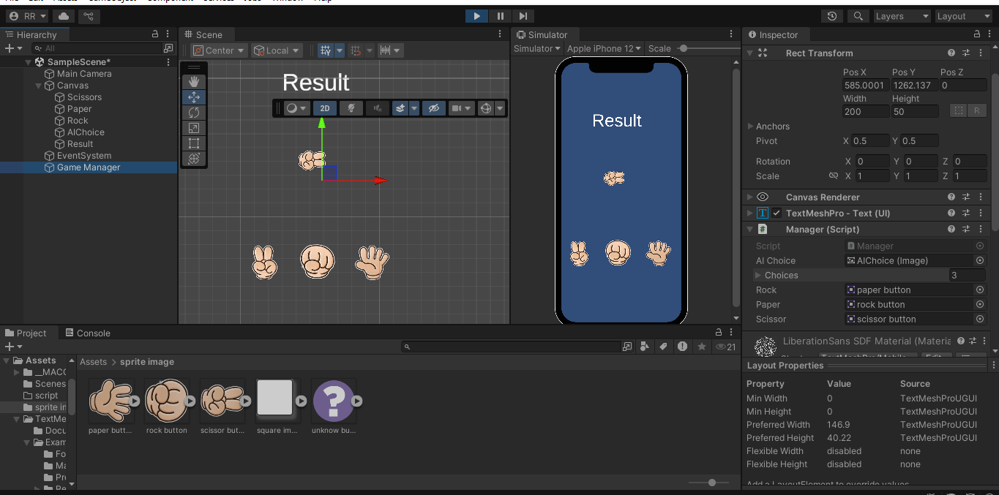 RR
Layers
Layout
Hierarchy
All
SampleScene*
Main Camera
Canvas
Scissors
Paper
Rock
AIChoice
Result
EventSystem
Game Manager
Scene
Center
Local
2D
Result
Simulator
Simulator
Apple iPhone 12
Scale
Result
Inspector
Rect Transform
Pos X Pos Y Pos Z
585.0001 1262.137 0
Width Height
200 50
R
Anchors
Pivot X 0.5 Y 0.5
Rotation X 0 Y 0 Z 0
Scale X 1 Y 1 Z 1
Canvas Renderer
TextMeshPro - Text (UI)
Manager (Script)
Script Manager
AI Choice AIChoice (Image)
Choices 3
Rock paper button
Paper rock button
Scissor scissor button
LiberationSans SDF Material (Materia
Layout Properties
Property Value Source
Min Width 0 TextMeshProUGUI
Min Height 0 TextMeshProUGUI
Preferred Width 146.9 TextMeshProUGUI
Preferred Height 40.22 TextMeshProUGUI
Flexible Width disabled none
Flexible Height disabled none
Add a LayoutElement to override values
Project
Console
21
Assets
__MACC
Scenes
script
sprite in
TextMe
Docu
Exam
Fo
Ma
Pr
Re
Assets > sprite image
paper butt...
rock button
scissor but...
square im...
unknow bu...